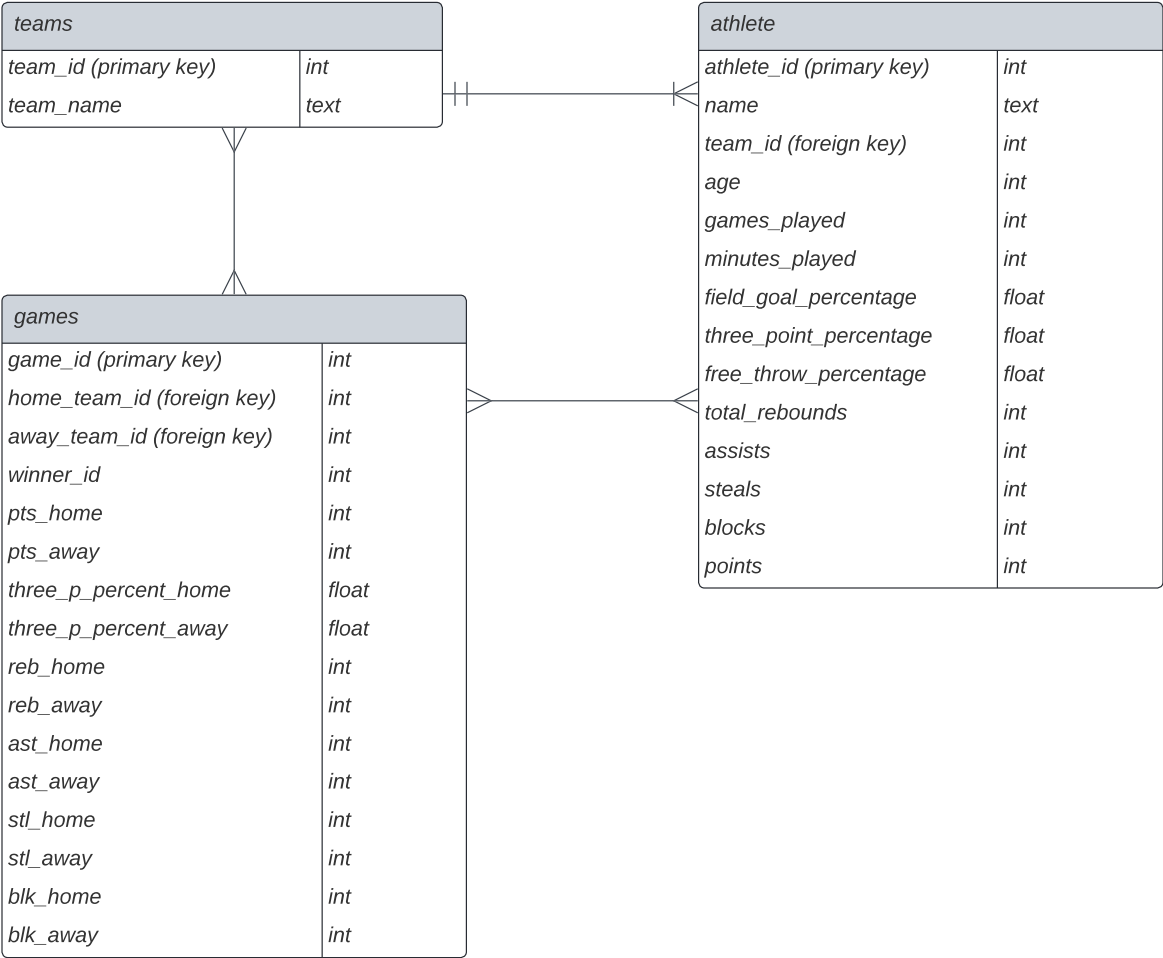 teams
team_id (primary key) int
team_name text
athlete
athlete_id (primary key) int
name text
team_id (foreign key) int
age int
games_played int
minutes_played int
field_goal_percentage float
three_point_percentage float
free_throw_percentage float
total_rebounds int
assists int
steals int
blocks int
points int
games
game_id (primary key) int
home_team_id (foreign key) int
away_team_id (foreign key) int
winner_id int
pts_home int
pts_away int
three_p_percent_home float
three_p_percent_away float
reb_home int
reb_away int
ast_home int
ast_away int
stl_home int
stl_away int
blk_home int
blk_away int